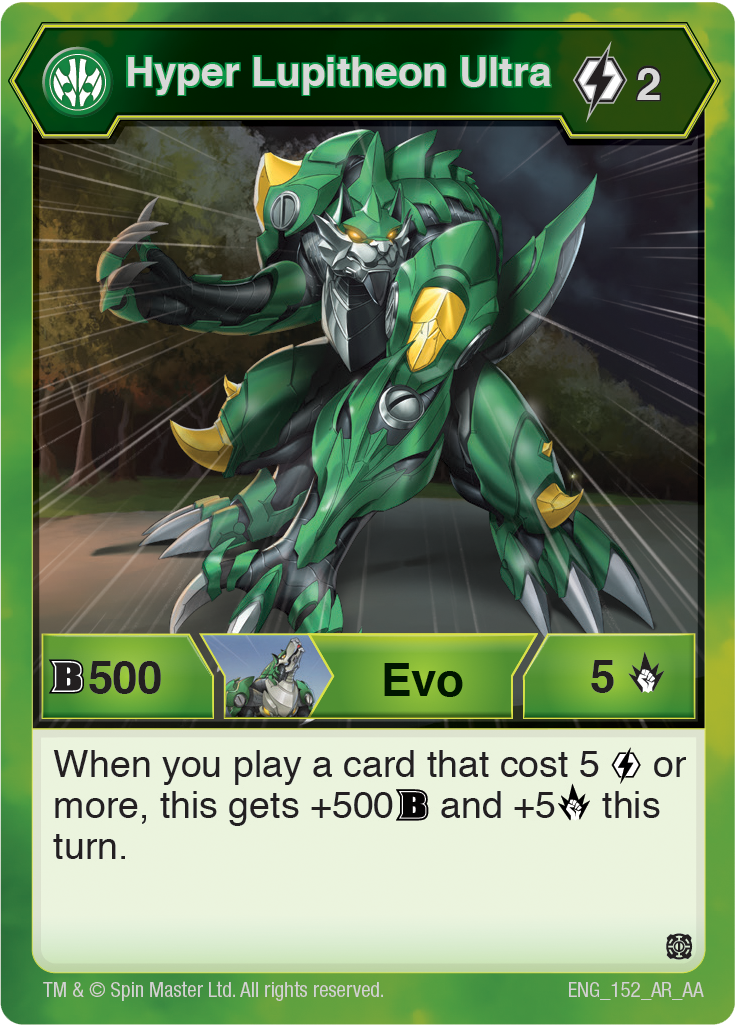 Hyper Lupitheon Ultra 2
B 500 Evo 5
When you play a card that cost 5 or
more, this gets +500 B and +5 this
turn.
TM & © Spin Master Ltd. All rights reserved. ENG_152_AR_AA